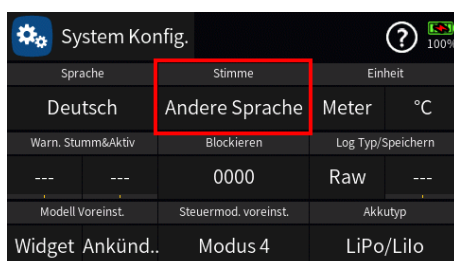 System Konfig. ? 100%
Sprache Stimme Einheit
Deutsch Andere Sprache Meter °C
Warn. Stumm&Aktiv Blockieren Log Typ/Speichern
--- --- 0000 Raw ---
Modell Voreinst. Steuermod. voreinst. Akkutyp
Widget Ankünd.. Modus 4 LiPo/LiIo